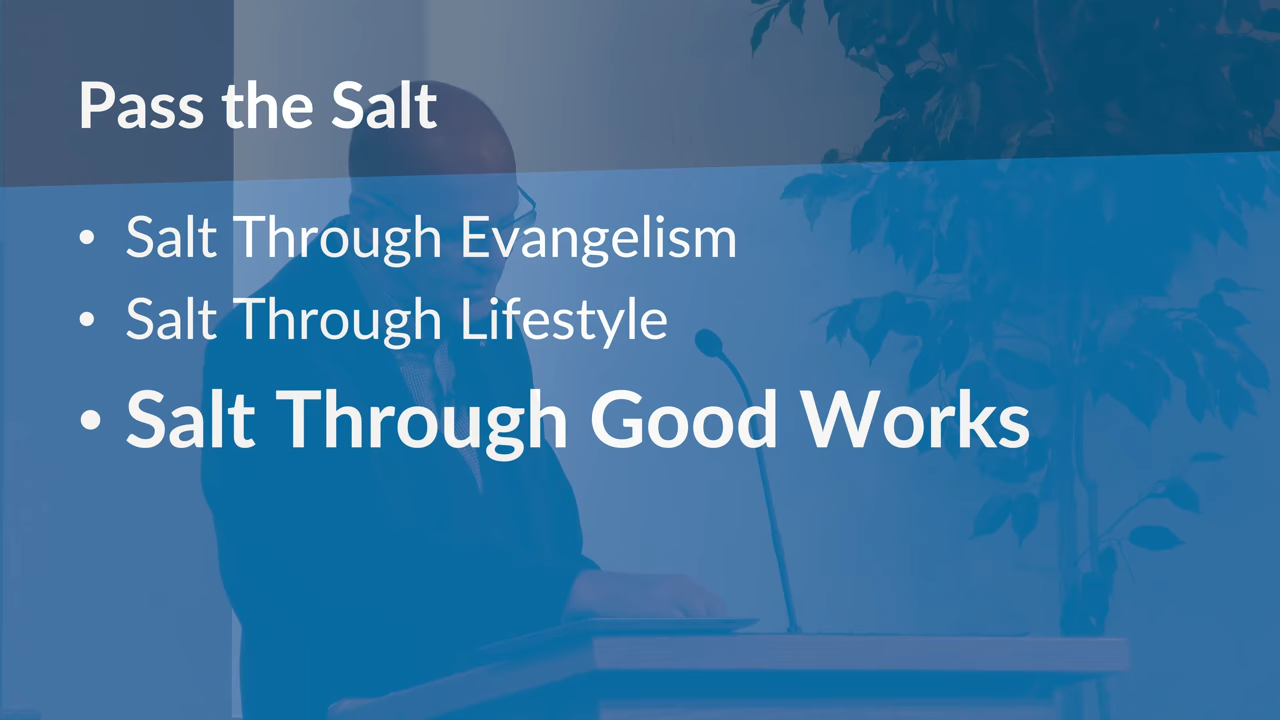 Pass the Salt
• Salt Through Evangelism
• Salt Through Lifestyle
• Salt Through Good Works